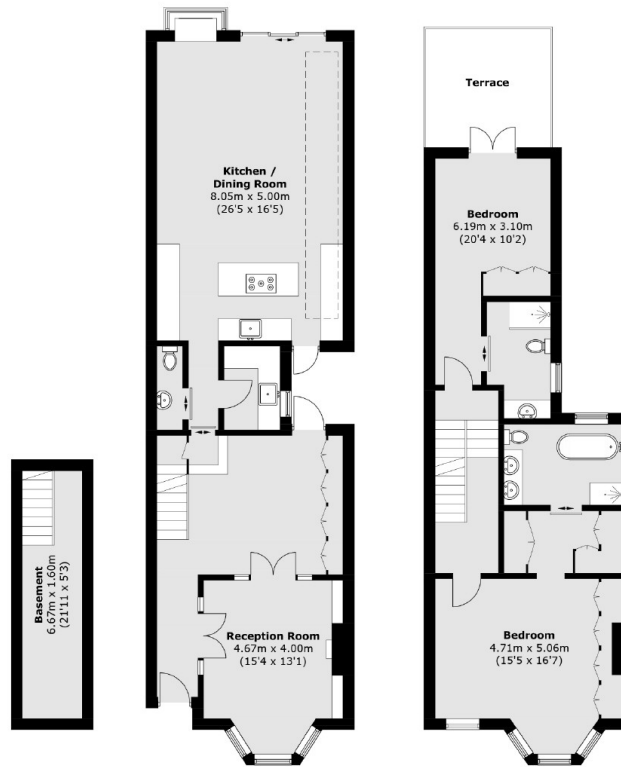 Kitchen /
Dining Room
8.05m x 5.00m
(26'5 x 16'5)
Reception Room
4.67m x 4.00m
(15'4 x 13'1)
Basement
6.67m x 1.60m
(21'11 x 5'3)
Terrace
Bedroom
6.19m x 3.10m
(20'4 x 10'2)
Bedroom
4.71m x 5.06m
(15'5 x 16'7)